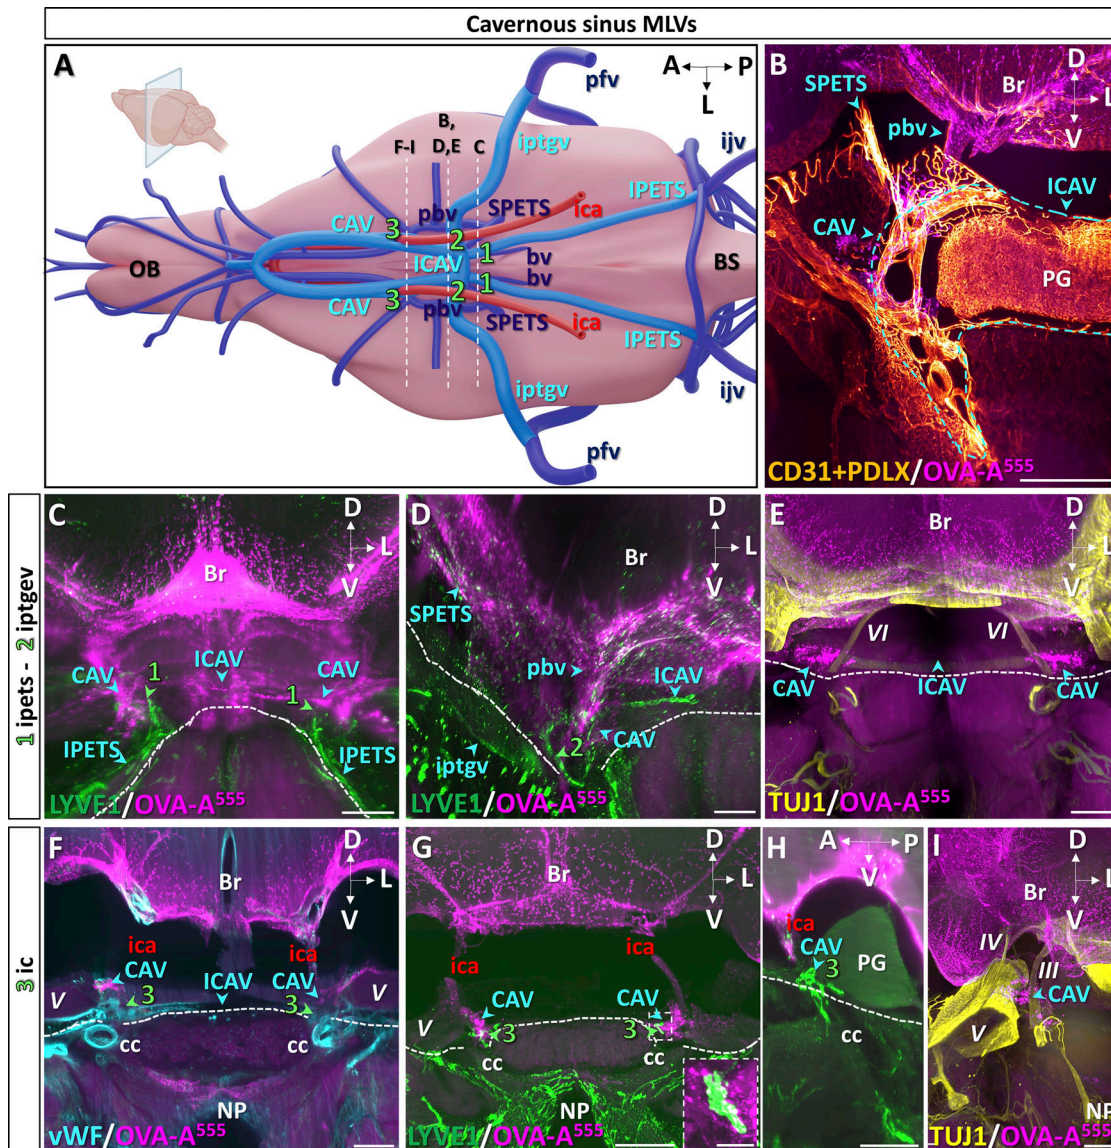 Cavernous sinus MLVs
A
A P
L
pfv
B,
F-I D,E C
iptgv
ijv
IPETS
SPETS
ica
CAV
pbv
3
2
1
OB
ICAV
bv
bv
BS
1
2
3
CAV
pbv
SPETS
ica
IPETS
iptgv
ijv
pfv
B
D
L
V
SPETS
Br
pbv
ICAV
CAV
PG
CD31+PDLX/OVA-A555
1 ipets - 2 iptgev
C
D
L
V
Br
CAV
1
ICAV
1
CAV
IPETS
IPETS
LYVE1/OVA-A555
D
D
L
V
Br
SPETS
pbv
ICAV
2
CAV
iptgv
LYVE1/OVA-A555
E
D
L
V
Br
VI
VI
CAV
ICAV
CAV
TUJ1/OVA-A555
3 ic
F
D
L
V
Br
ica
ica
CAV
ICAV
CAV
V
3
3
V
cc
cc
NP
vWF/OVA-A555
G
D
L
V
Br
ica
ica
CAV
CAV
V
3
3
cc
cc
NP
LYVE1/OVA-A555
H
A P
V
ica
CAV
3
PG
cc
I
D
L
V
Br
IV
III
CAV
V
NP
TUJ1/OVA-A555